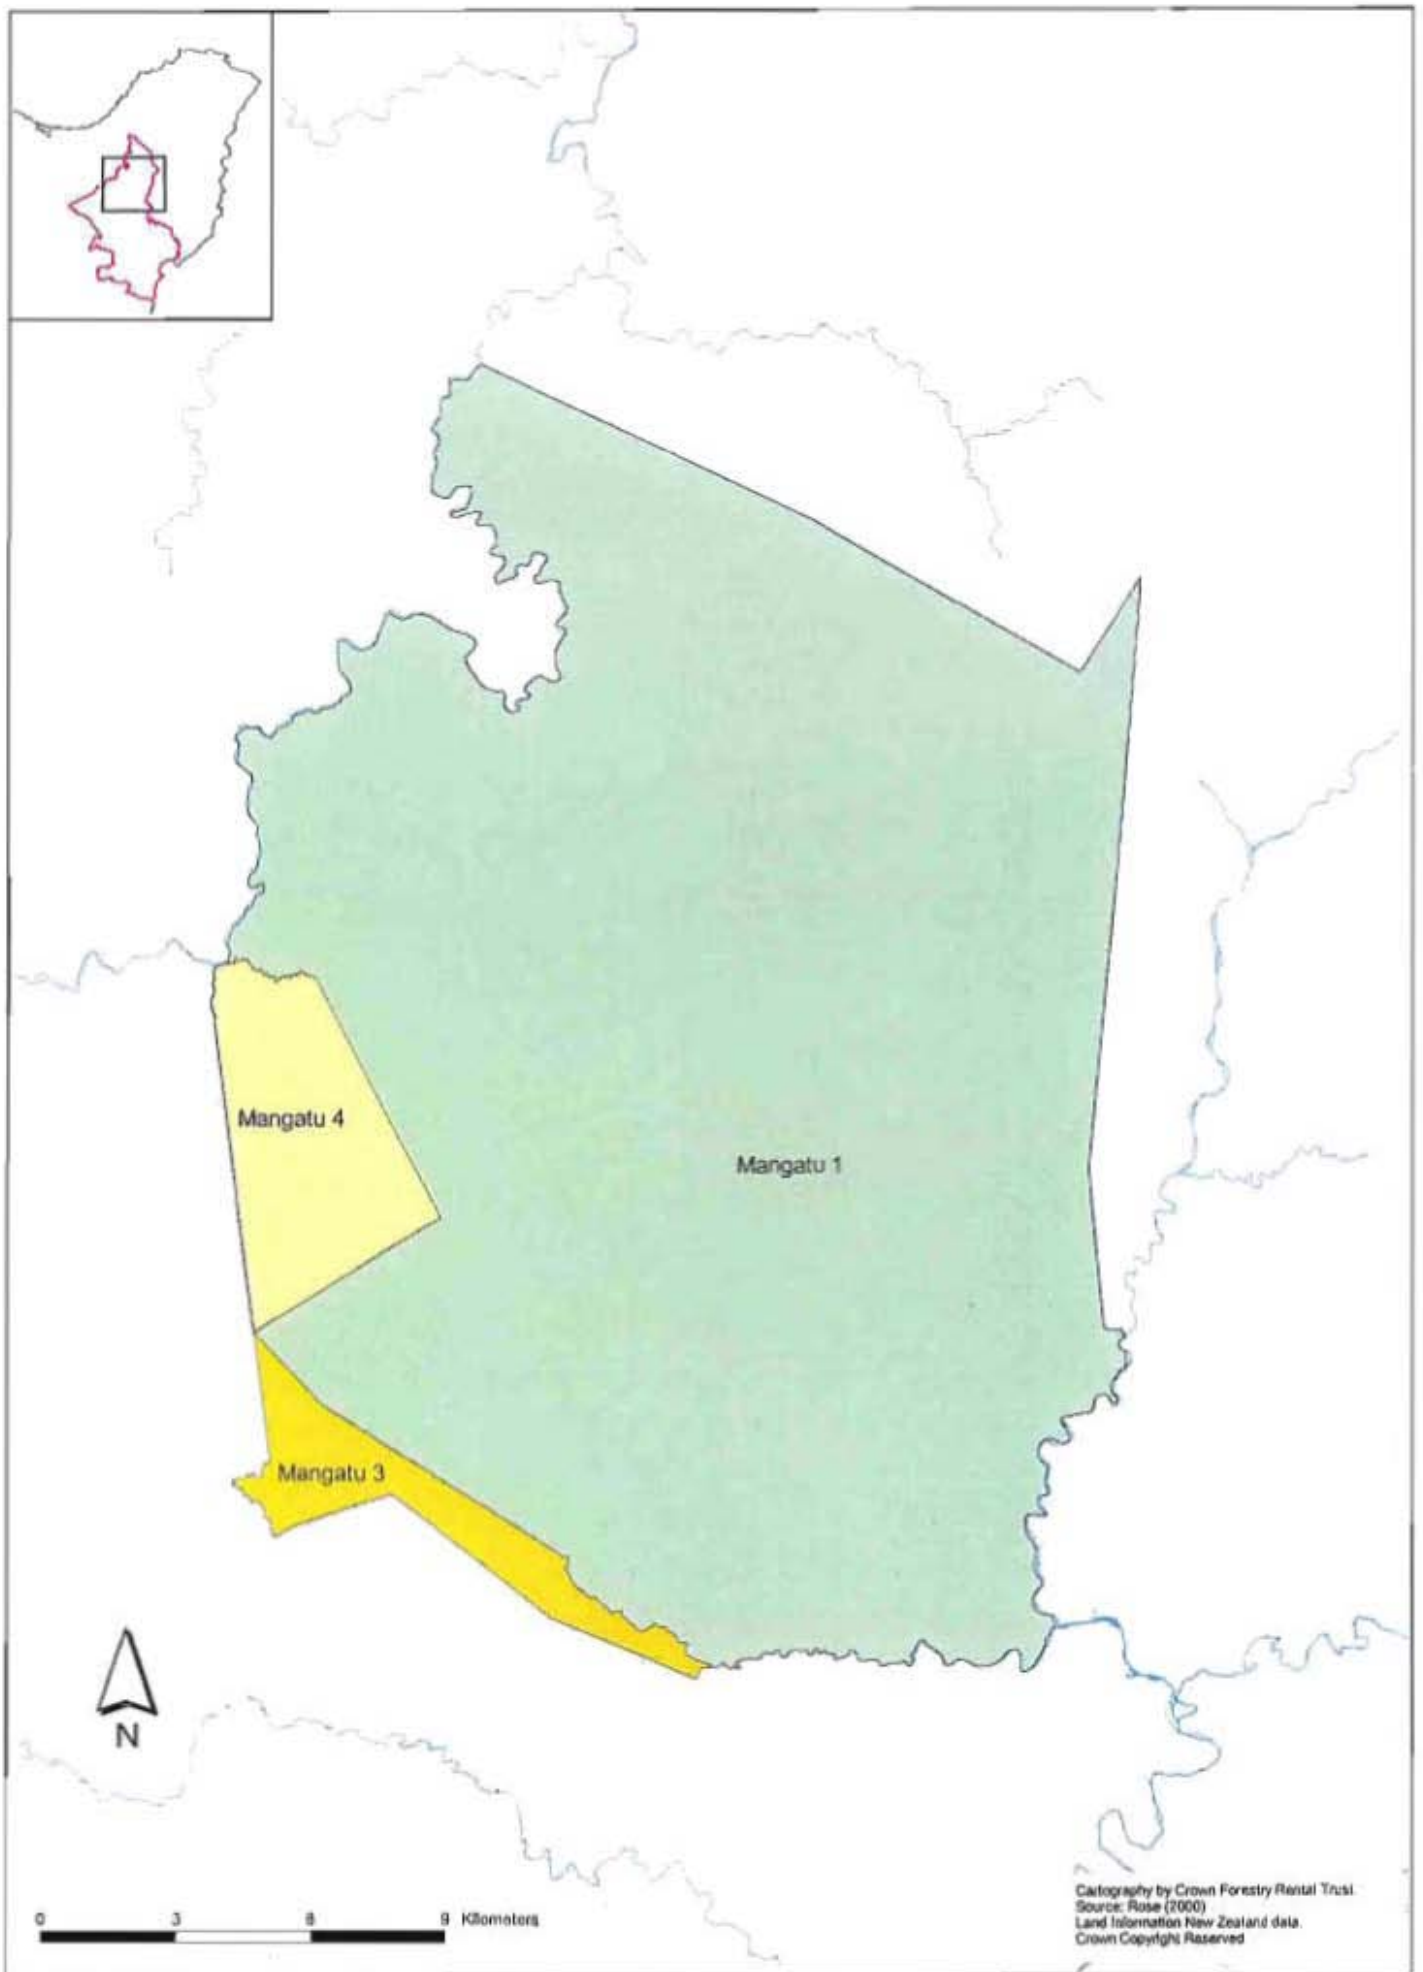 Mangatu 4
Mangatu 1
Mangatu 3
N
0 3 6 9 Kilometers
Cartography by Crown Forestry Rental Trust
Source: Rose (2000)
Land Information New Zealand data.
Crown Copyright Reserved